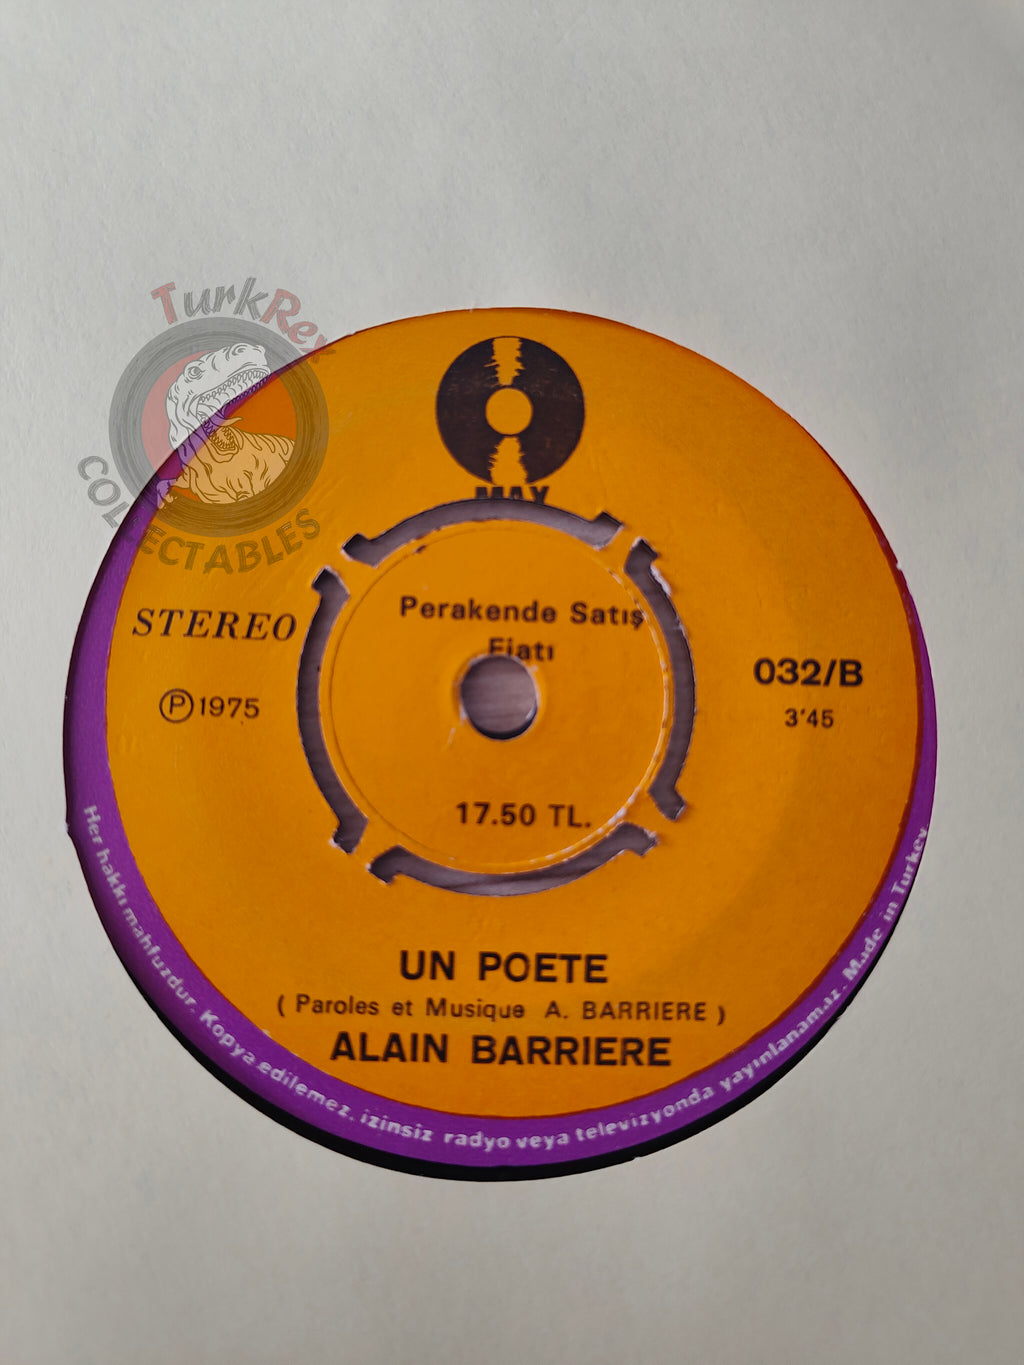 TurkRex
COLLECTABLES
MAY
STEREO
Ⓟ1975
Perakende Satış
Fiatı
17.50 TL.
032/B
3'45
UN POETE
( Paroles et Musique A. BARRIERE )
ALAIN BARRIERE
Her hakkı mahfuzdur. Kopya edilemez. izinsiz radyo veya televizyonda yayınlanamaz. Made in Turkey